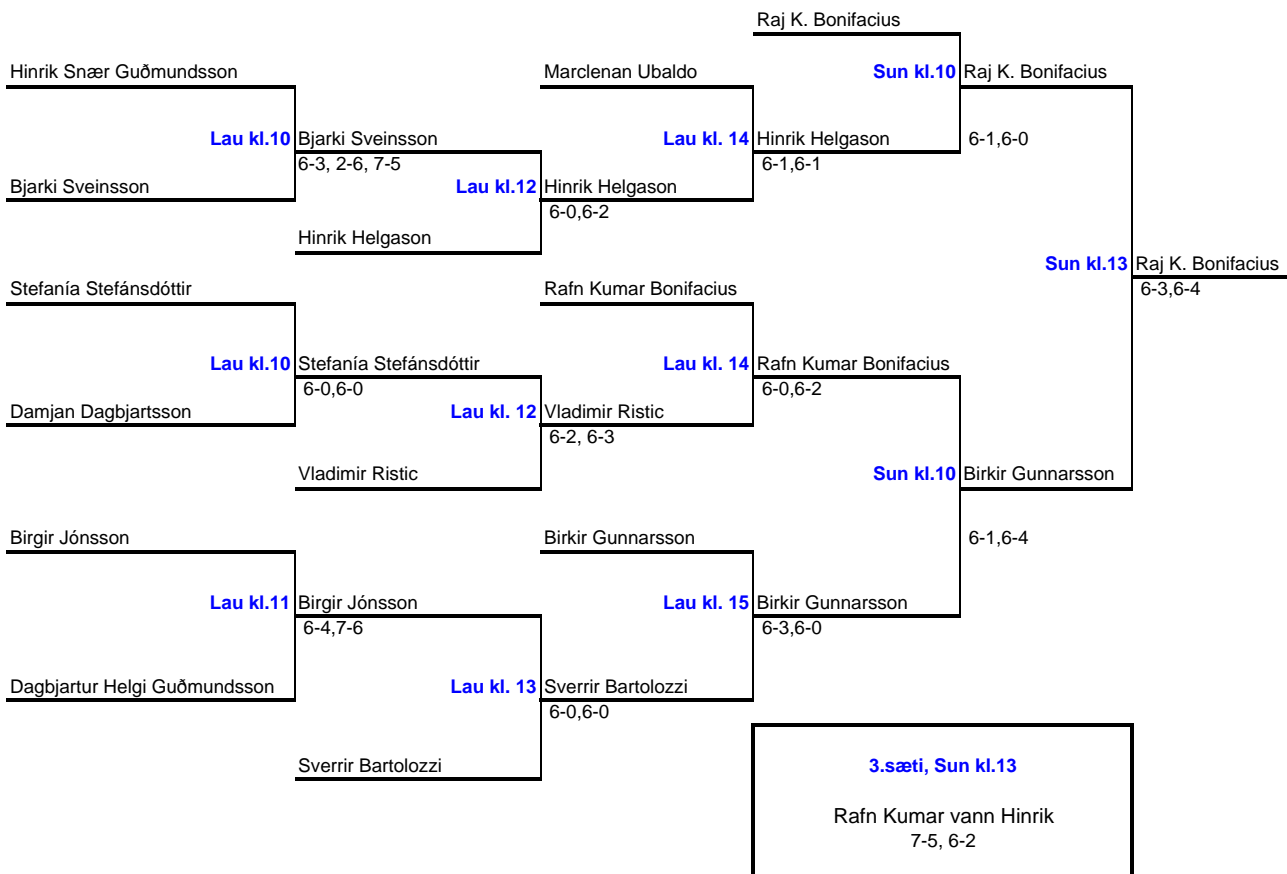 Raj K. Bonifacius
Hinrik Snær Guðmundsson
Marclenan Ubaldo
Sun kl.10 Raj K. Bonifacius
Lau kl.10 Bjarki Sveinsson
Lau kl. 14 Hinrik Helgason
6-1,6-0
6-3, 2-6, 7-5
6-1,6-1
Bjarki Sveinsson
Lau kl.12 Hinrik Helgason
6-0,6-2
Hinrik Helgason
Sun kl.13 Raj K. Bonifacius
6-3,6-4
Stefanía Stefánsdóttir
Rafn Kumar Bonifacius
Lau kl.10 Stefanía Stefánsdóttir
Lau kl. 14 Rafn Kumar Bonifacius
6-0,6-0
6-0,6-2
Damjan Dagbjartsson
Lau kl. 12 Vladimir Ristic
6-2, 6-3
Vladimir Ristic
Sun kl.10 Birkir Gunnarsson
Birgir Jónsson
Birkir Gunnarsson
6-1,6-4
Lau kl.11 Birgir Jónsson
Lau kl. 15 Birkir Gunnarsson
6-4,7-6
6-3,6-0
Dagbjartur Helgi Guðmundsson
Lau kl. 13 Sverrir Bartolozzi
6-0,6-0
Sverrir Bartolozzi
3.sæti, Sun kl.13
Rafn Kumar vann Hinrik
7-5, 6-2